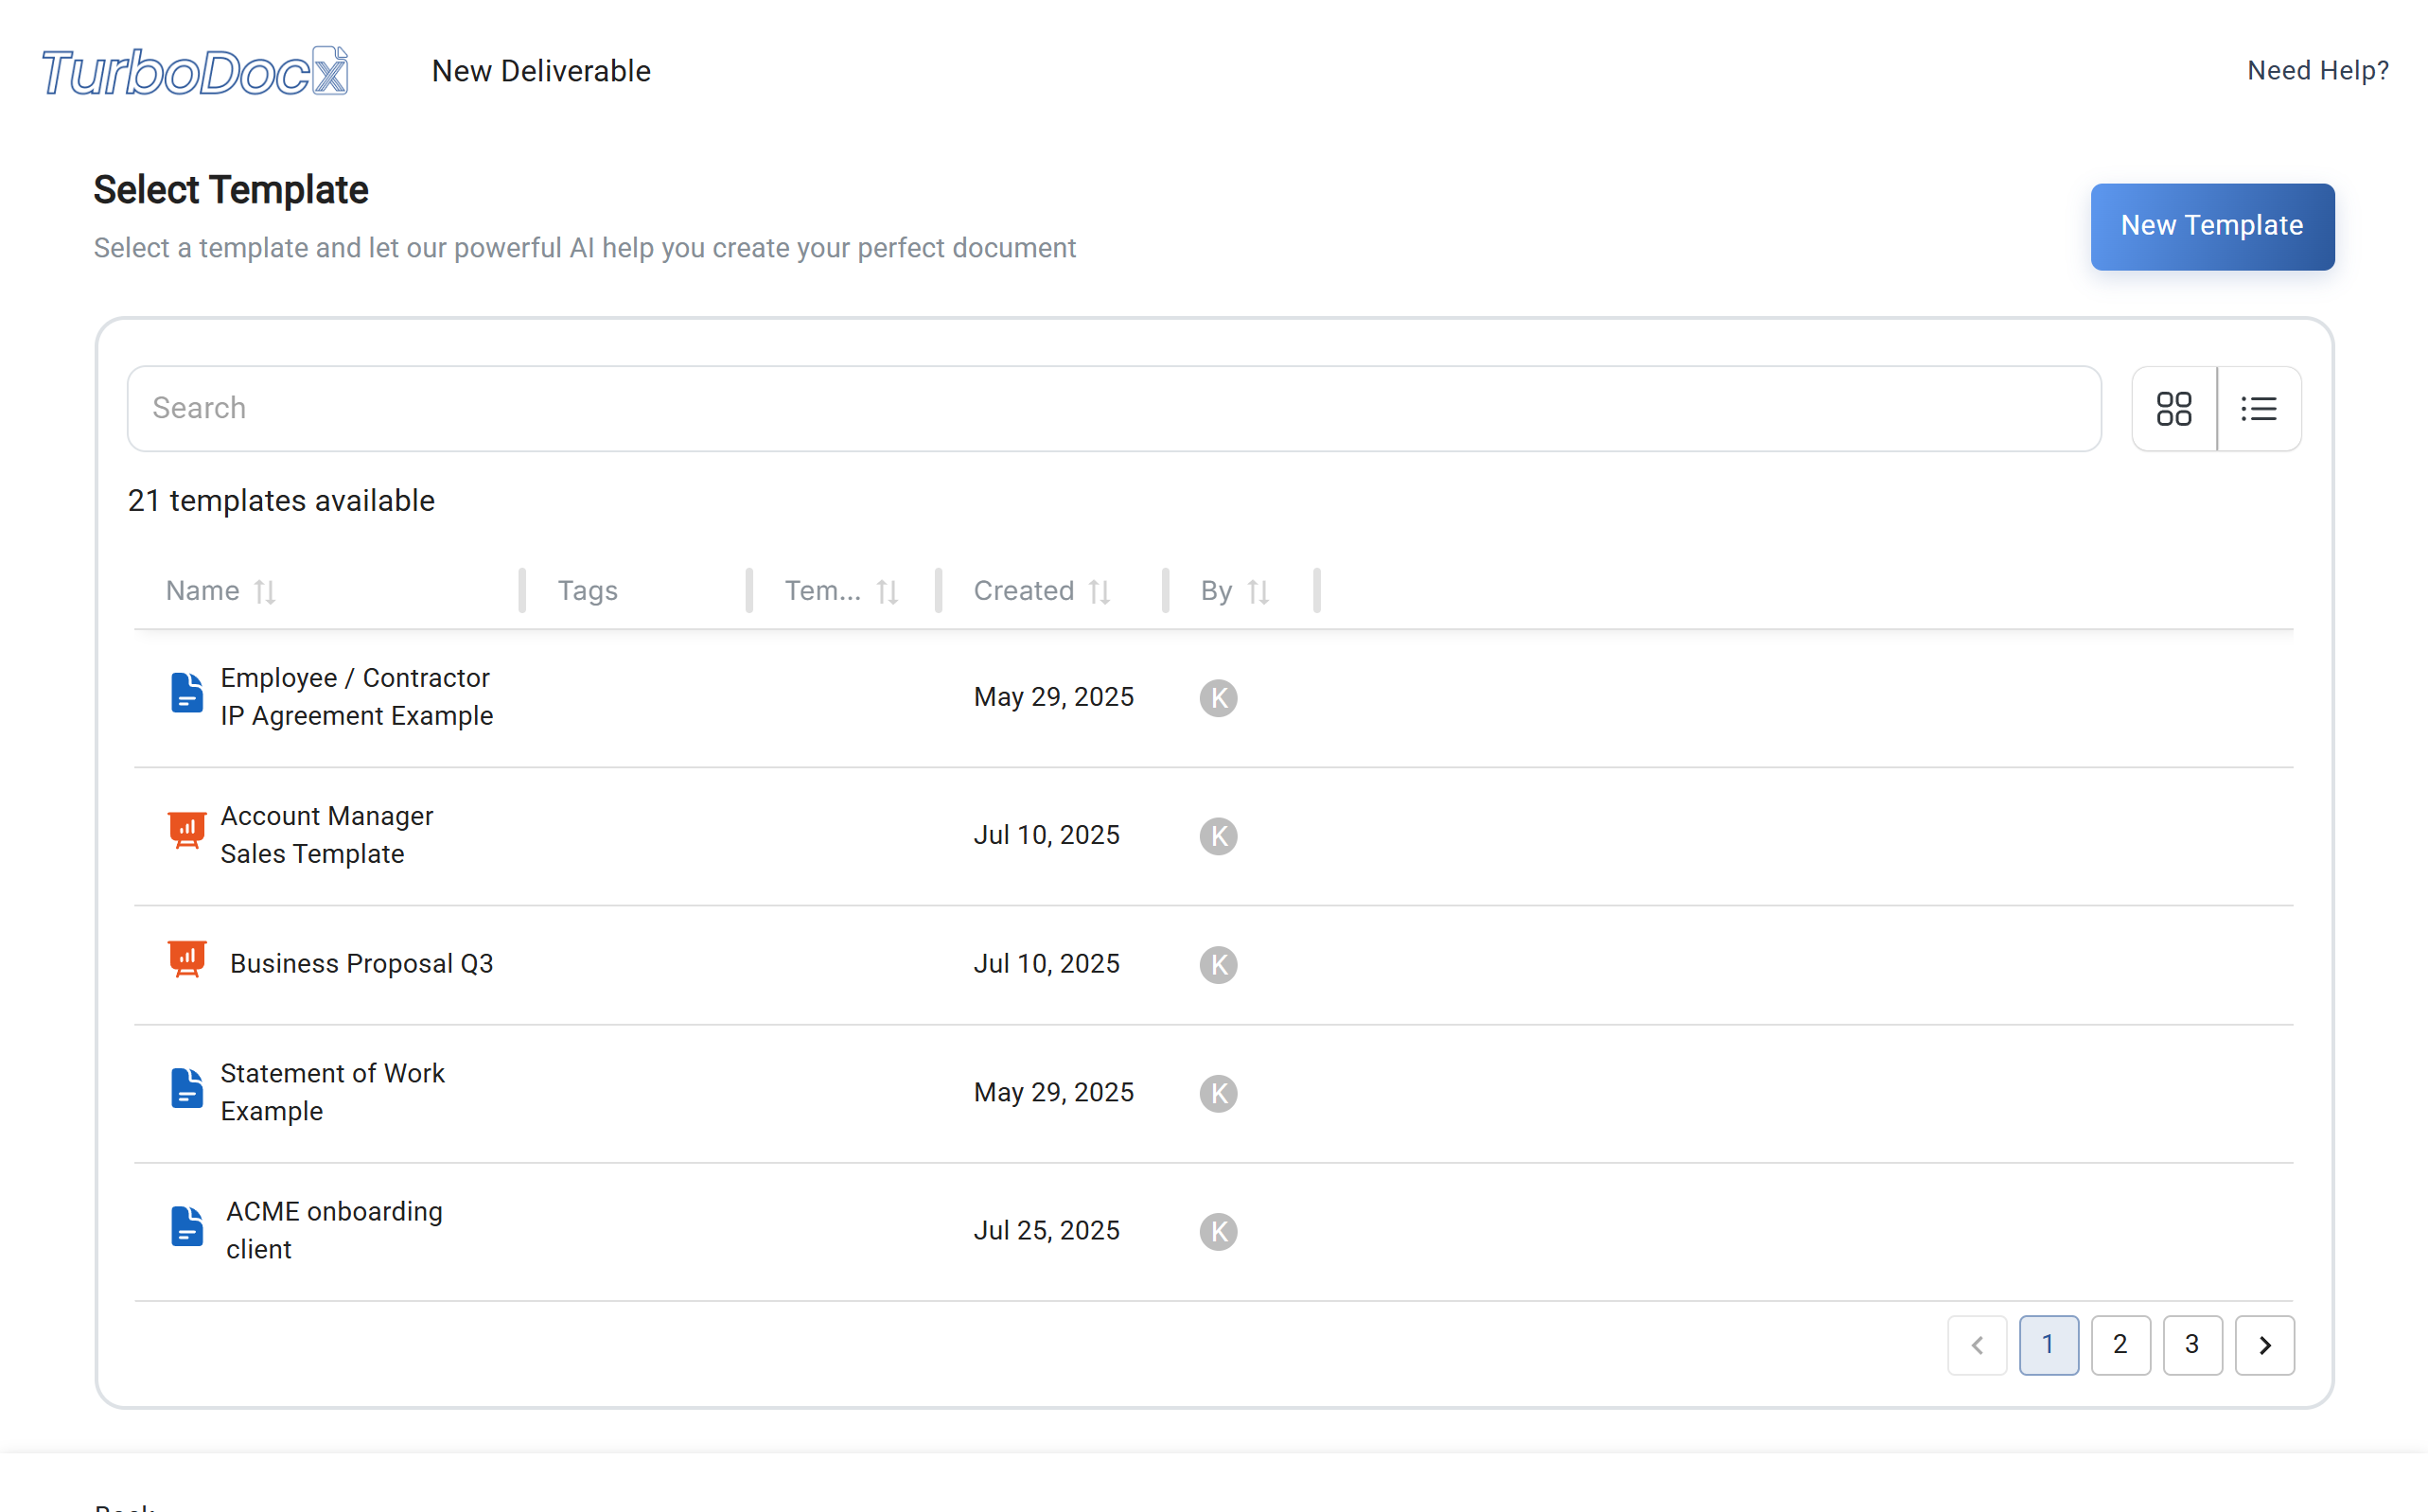 TurboDocX
New Deliverable
Need Help?
Select Template
Select a template and let our powerful AI help you create your perfect document
New Template
Search
21 templates available
Name
Tags
Tem...
Created
By
Employee / Contractor
IP Agreement Example
May 29, 2025
K
Account Manager
Sales Template
Jul 10, 2025
K
Business Proposal Q3
Jul 10, 2025
K
Statement of Work
Example
May 29, 2025
K
ACME onboarding
client
Jul 25, 2025
K
1
2
3